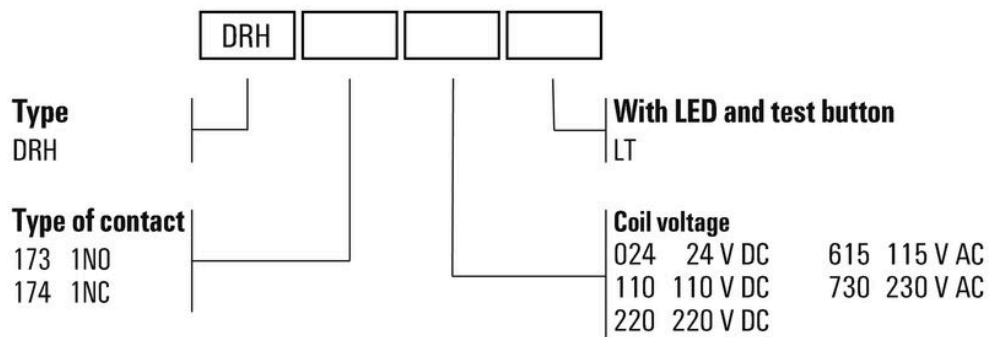 DRH
Type
DRH
With LED and test button
LT
Type of contact
173 1NO
174 1NC
Coil voltage
024 24 V DC 615 115 V AC
110 110 V DC 730 230 V AC
220 220 V DC